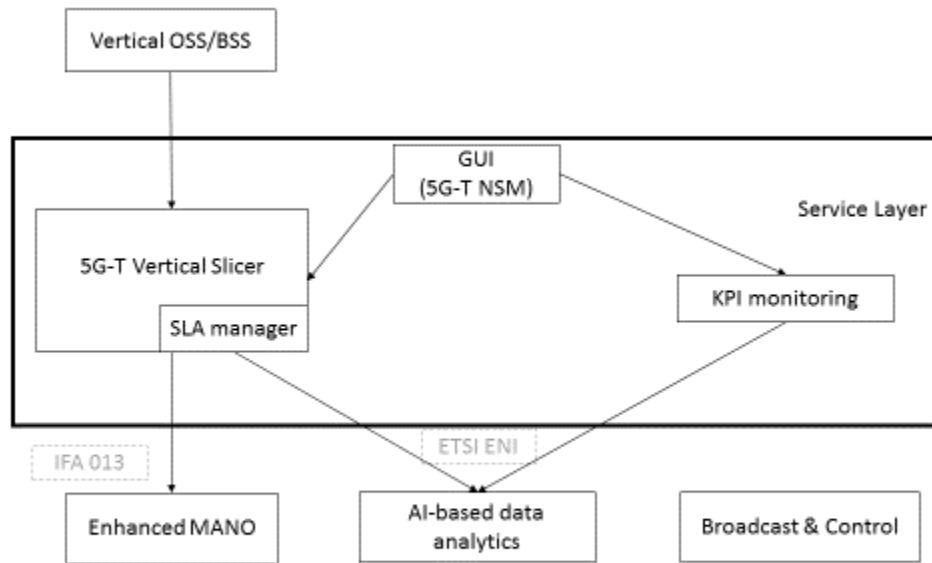 Vertical OSS/BSS
GUI
(5G-T NSM)
Service Layer
5G-T Vertical Slicer
KPI monitoring
SLA manager
ETSI ENI
IFA 013
Enhanced MANO
AI-based data
analytics
Broadcast & Control